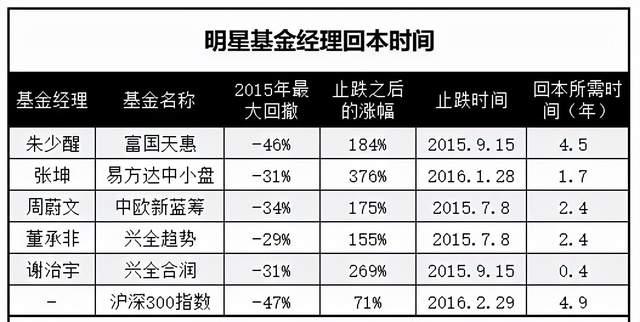 明星基金经理回本时间
基金经理 基金名称 2015年最大回撤 止跌之后的涨幅 止跌时间 回本所需时间（年）
朱少醒 富国天惠 -46% 184% 2015.9.15 4.5
张坤 易方达中小盘 -31% 376% 2016.1.28 1.7
周蔚文 中欧新蓝筹 -34% 175% 2015.7.8 2.4
董承非 兴全趋势 -29% 155% 2015.7.8 2.4
谢治宇 兴全合润 -31% 269% 2015.9.15 0.4
- 沪深300指数 -47% 71% 2016.2.29 4.9